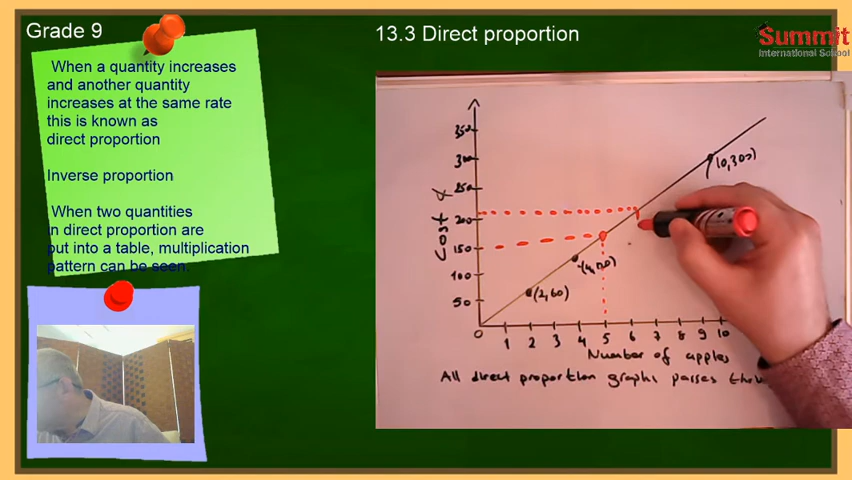 Grade 9
13.3 Direct proportion
Summit
International School
When a quantity increases
and another quantity
increases at the same rate
this is known as
direct proportion
Inverse proportion
When two quantities
in direct proportion are
put into a table, multiplication
pattern can be seen.
350
300
250
200
150
100
50
0
Cost
(10,300)
(2,60)
1 2 3 4 5 6 7 8 9 10
Number of apples
All direct proportion graphs passes